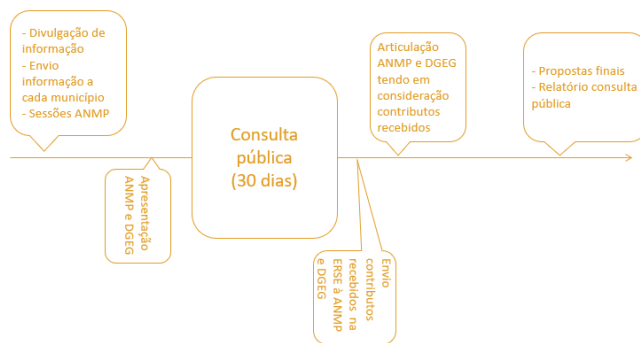 - Divulgação de
informação
- Envio
informação a
cada município
- Sessões ANMP
Apresentação
ANMP e DGEG
Consulta
pública
(30 dias)
Envio
contributos
recebidos na
ERSE à ANMP
e DGEG
Articulação
ANMP e DGEG
tendo em
consideração
contributos
recebidos
- Propostas finais
- Relatório consulta
pública